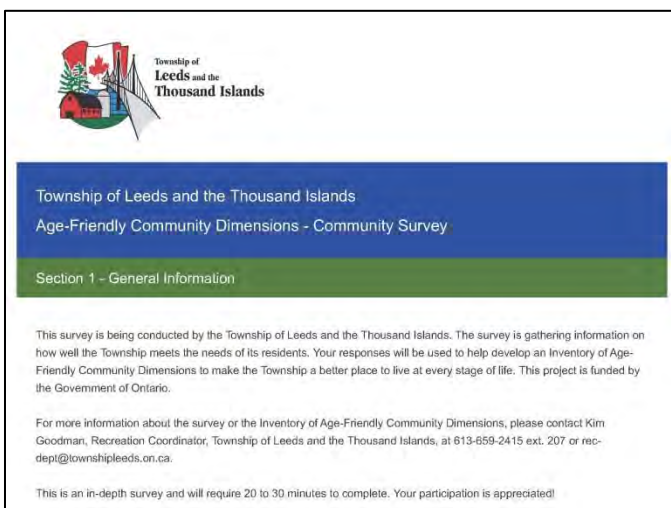 Township of
Leeds and the
Thousand Islands
Township of Leeds and the Thousand Islands
Age-Friendly Community Dimensions - Community Survey
Section 1 - General Information
This survey is being conducted by the Township of Leeds and the Thousand Islands. The survey is gathering information on
how well the Township meets the needs of its residents. Your responses will be used to help develop an Inventory of Age-
Friendly Community Dimensions to make the Township a better place to live at every stage of life. This project is funded by
the Government of Ontario.
For more information about the survey or the Inventory of Age-Friendly Community Dimensions, please contact Kim
Goodman, Recreation Coordinator, Township of Leeds and the Thousand Islands, at 613-659-2415 ext. 207 or rec-
dept@townshipleeds.on.ca.
This is an in-depth survey and will require 20 to 30 minutes to complete. Your participation is appreciated!